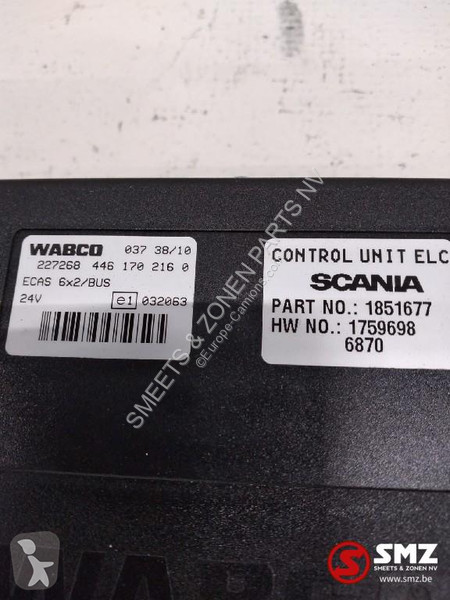 WABCO 037 38/10
227268 446 170 216 0
ECAS 6x2/BUS
24V e1 032063
CONTROL UNIT ELC
SCANIA
PART NO.: 1851677
HW NO.: 1759698
6870
SMEETS & ZONEN PARTS NV
©Europe-Camions.com
SMZ
SMEETS & ZONEN NV
www.smz.be